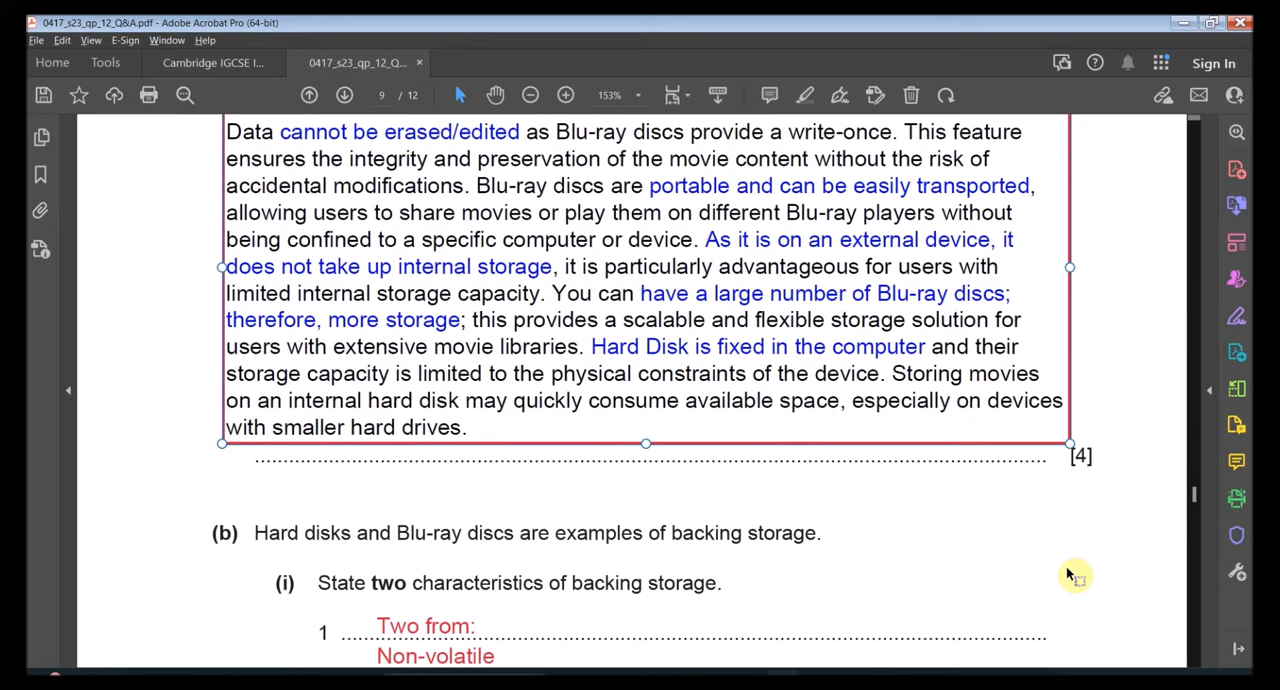 0417_s23_qp_12_Q&A.pdf - Adobe Acrobat Pro (64-bit)
File Edit View E-Sign Window Help
Home Tools Cambridge IGCSE I... 0417_s23_qp_12_Q... × Sign In
9 / 12 153%
Data cannot be erased/edited as Blu-ray discs provide a write-once. This feature
ensures the integrity and preservation of the movie content without the risk of
accidental modifications. Blu-ray discs are portable and can be easily transported,
allowing users to share movies or play them on different Blu-ray players without
being confined to a specific computer or device. As it is on an external device, it
does not take up internal storage, it is particularly advantageous for users with
limited internal storage capacity. You can have a large number of Blu-ray discs;
therefore, more storage; this provides a scalable and flexible storage solution for
users with extensive movie libraries. Hard Disk is fixed in the computer and their
storage capacity is limited to the physical constraints of the device. Storing movies
on an internal hard disk may quickly consume available space, especially on devices
with smaller hard drives.
[4]
(b) Hard disks and Blu-ray discs are examples of backing storage.
(i) State two characteristics of backing storage.
1 Two from:
Non-volatile